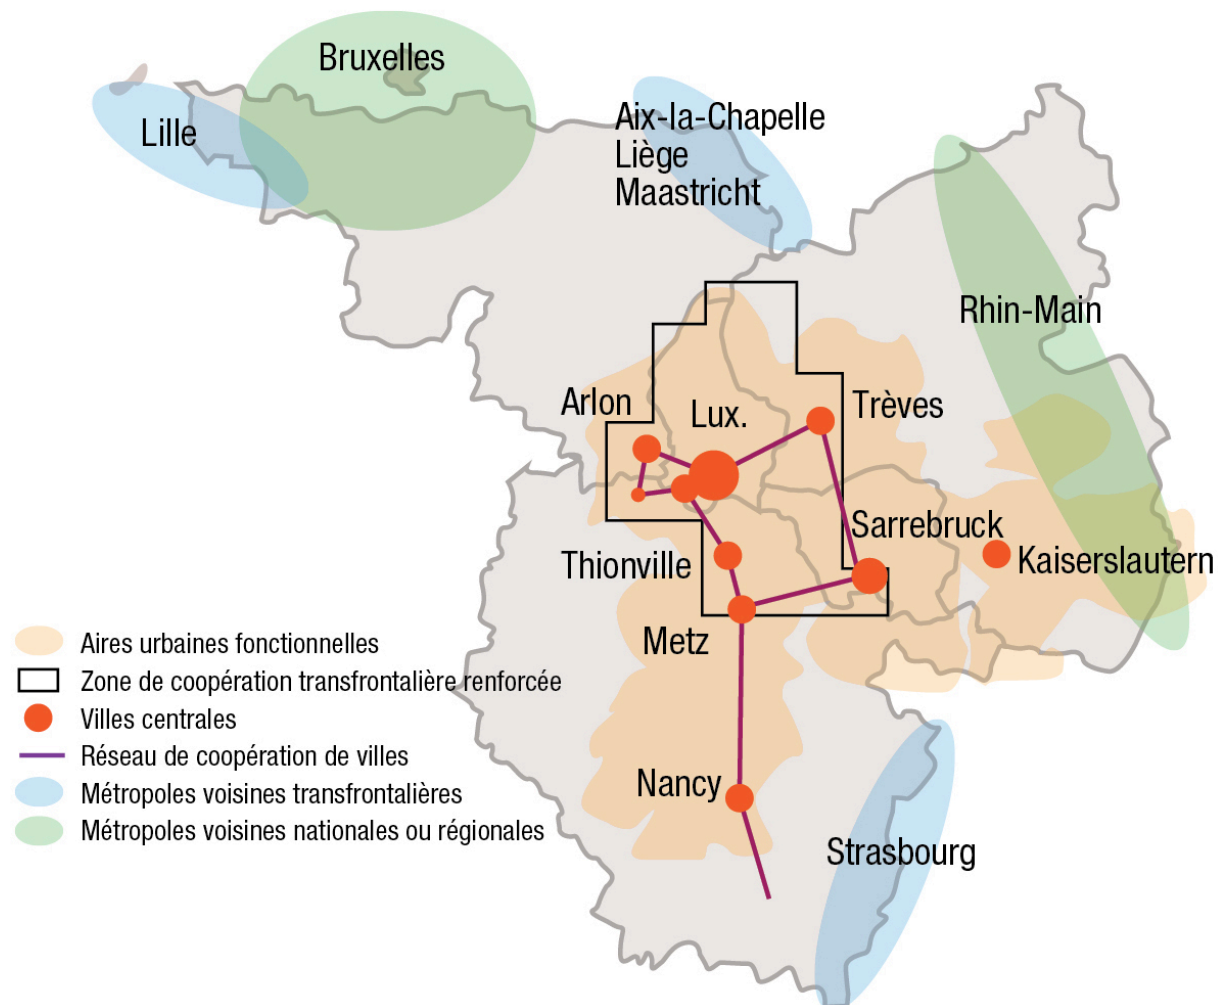 Bruxelles
Lille
Aix-la-Chapelle
Liège
Maastricht
Rhin-Main
Arlon
Lux.
Trèves
Sarrebruck
Thionville
Kaiserslautern
Metz
Nancy
Strasbourg
Aires urbaines fonctionnelles
Zone de coopération transfrontalière renforcée
Villes centrales
Réseau de coopération de villes
Métropoles voisines transfrontalières
Métropoles voisines nationales ou régionales